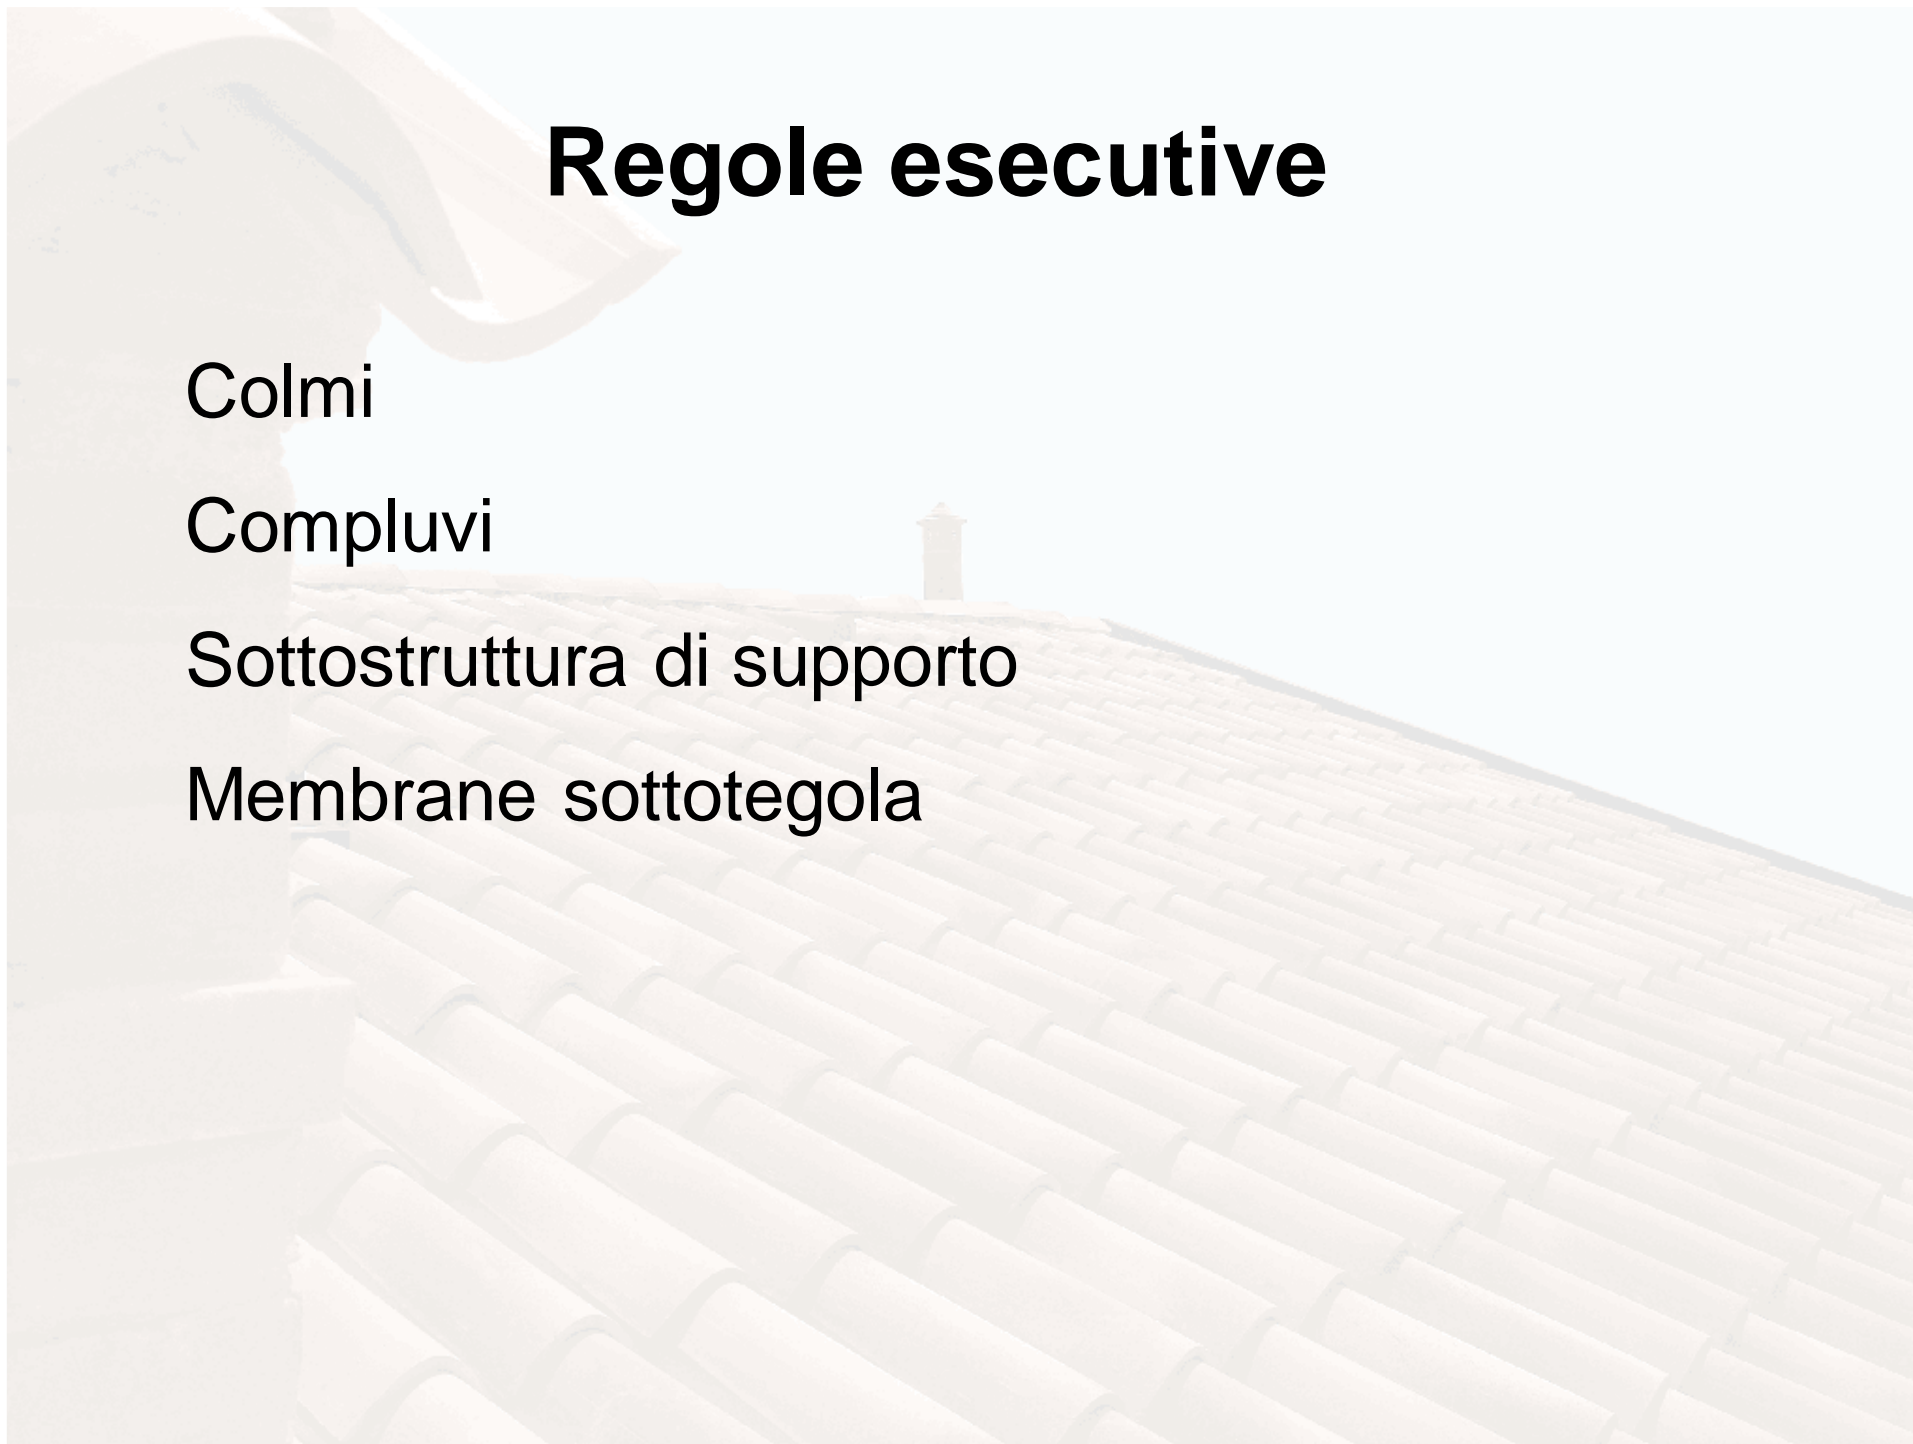 Regole esecutive
Colmi
Compluvi
Sottostruttura di supporto
Membrane sottotegola